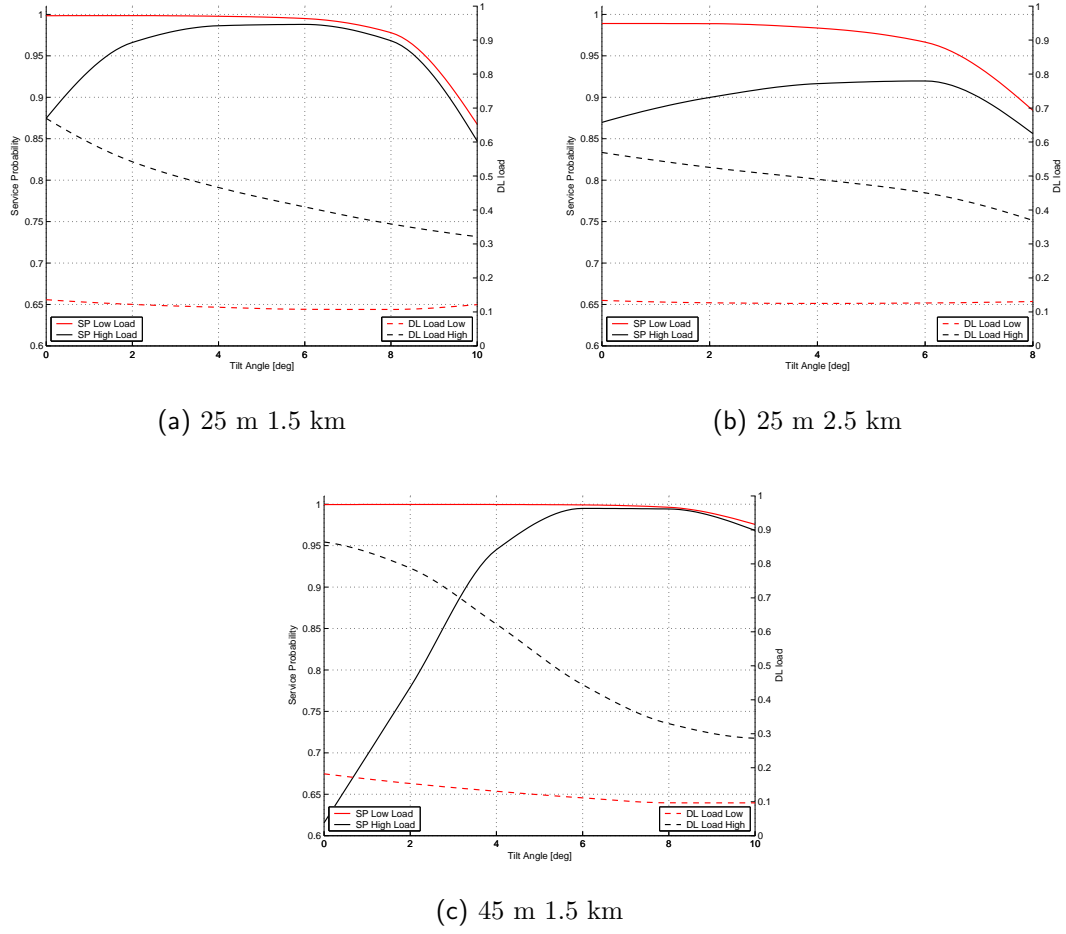 1
0.95
0.9
0.85
0.8
0.75
0.7
0.65
0.6
Service Probability
1
0.9
0.8
0.7
0.6
0.5
0.4
0.3
0.2
0.1
0
DL load
SP Low Load
SP High Load
DL Load Low
DL Load High
0 2 4 6 8 10
Tilt Angle [deg]
(a) 25 m 1.5 km
1
0.95
0.9
0.85
0.8
0.75
0.7
0.65
0.6
Service Probability
1
0.9
0.8
0.7
0.6
0.5
0.4
0.3
0.2
0.1
0
DL load
SP Low Load
SP High Load
DL Load Low
DL Load High
0 2 4 6 8
Tilt Angle [deg]
(b) 25 m 2.5 km
1
0.95
0.9
0.85
0.8
0.75
0.7
0.65
0.6
Service Probability
1
0.9
0.8
0.7
0.6
0.5
0.4
0.3
0.2
0.1
0
DL load
SP Low Load
SP High Load
DL Load Low
DL Load High
0 2 4 6 8 10
Tilt Angle [deg]
(c) 45 m 1.5 km